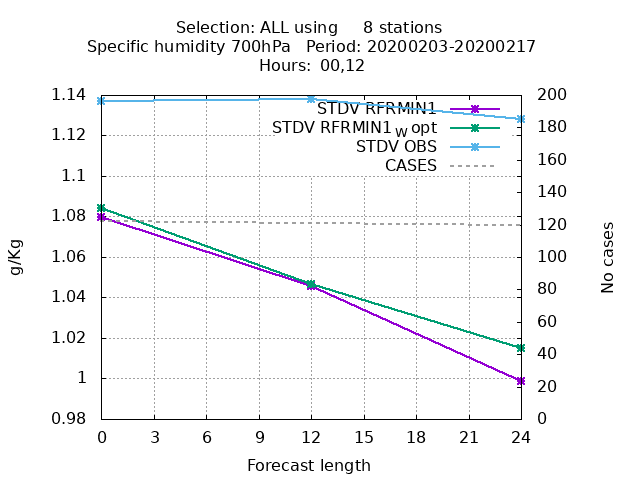 Selection: ALL using     8 stations
Specific humidity 700hPa   Period: 20200203-20200217
Hours:  00,12
1.14
1.12
1.1
1.08
1.06
1.04
1.02
1
0.98
200
180
160
140
120
100
80
60
40
20
0
g/Kg
No cases
STDV RFRMIN1
STDV RFRMIN1wopt
STDV OBS
CASES
0 3 6 9 12 15 18 21 24
Forecast length